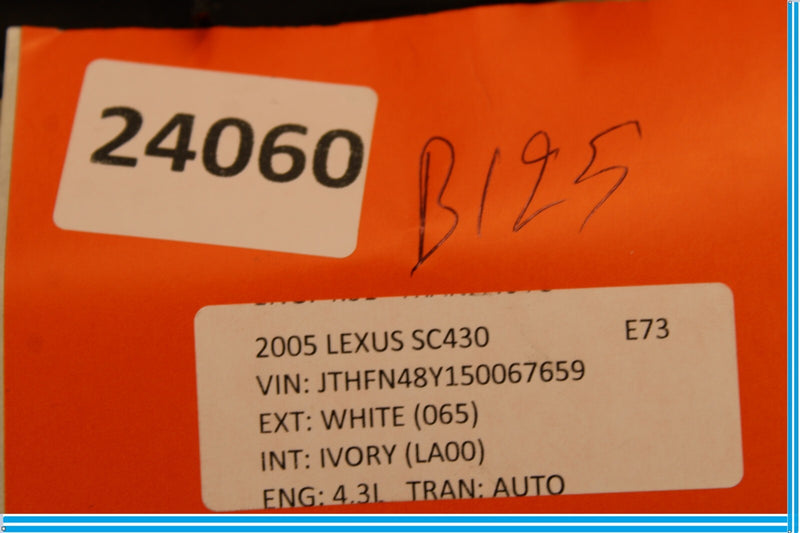 24060
B125
2005 LEXUS SC430 E73
VIN: JTHFN48Y150067659
EXT: WHITE (065)
INT: IVORY (LA00)
ENG: 4.3L TRAN: AUTO